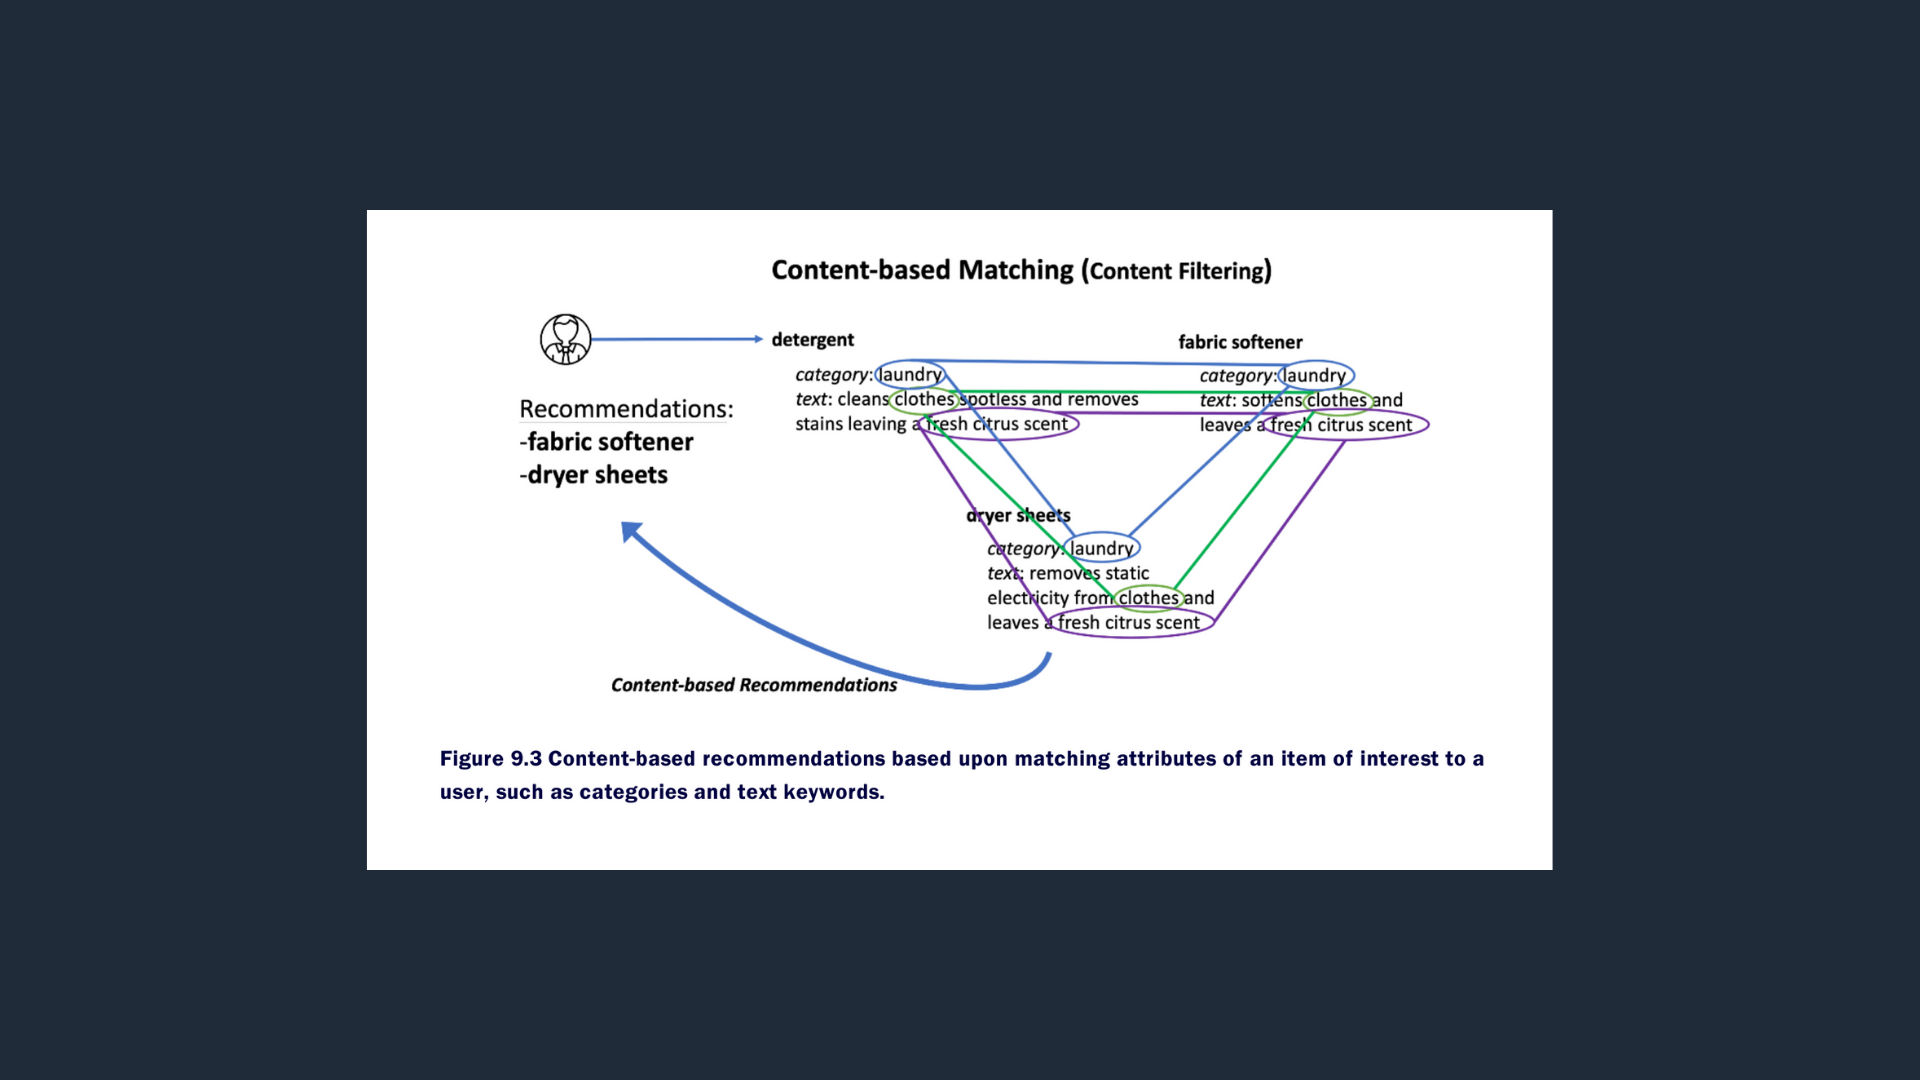 Content-based Matching (Content Filtering)
detergent
category: laundry
text: cleans clothes spotless and removes
stains leaving a fresh citrus scent
fabric softener
category: laundry
text: softens clothes and
leaves a fresh citrus scent
Recommendations:
-fabric softener
-dryer sheets
dryer sheets
category: laundry
text: removes static
electricity from clothes and
leaves a fresh citrus scent
Content-based Recommendations
Figure 9.3 Content-based recommendations based upon matching attributes of an item of interest to a
user, such as categories and text keywords.